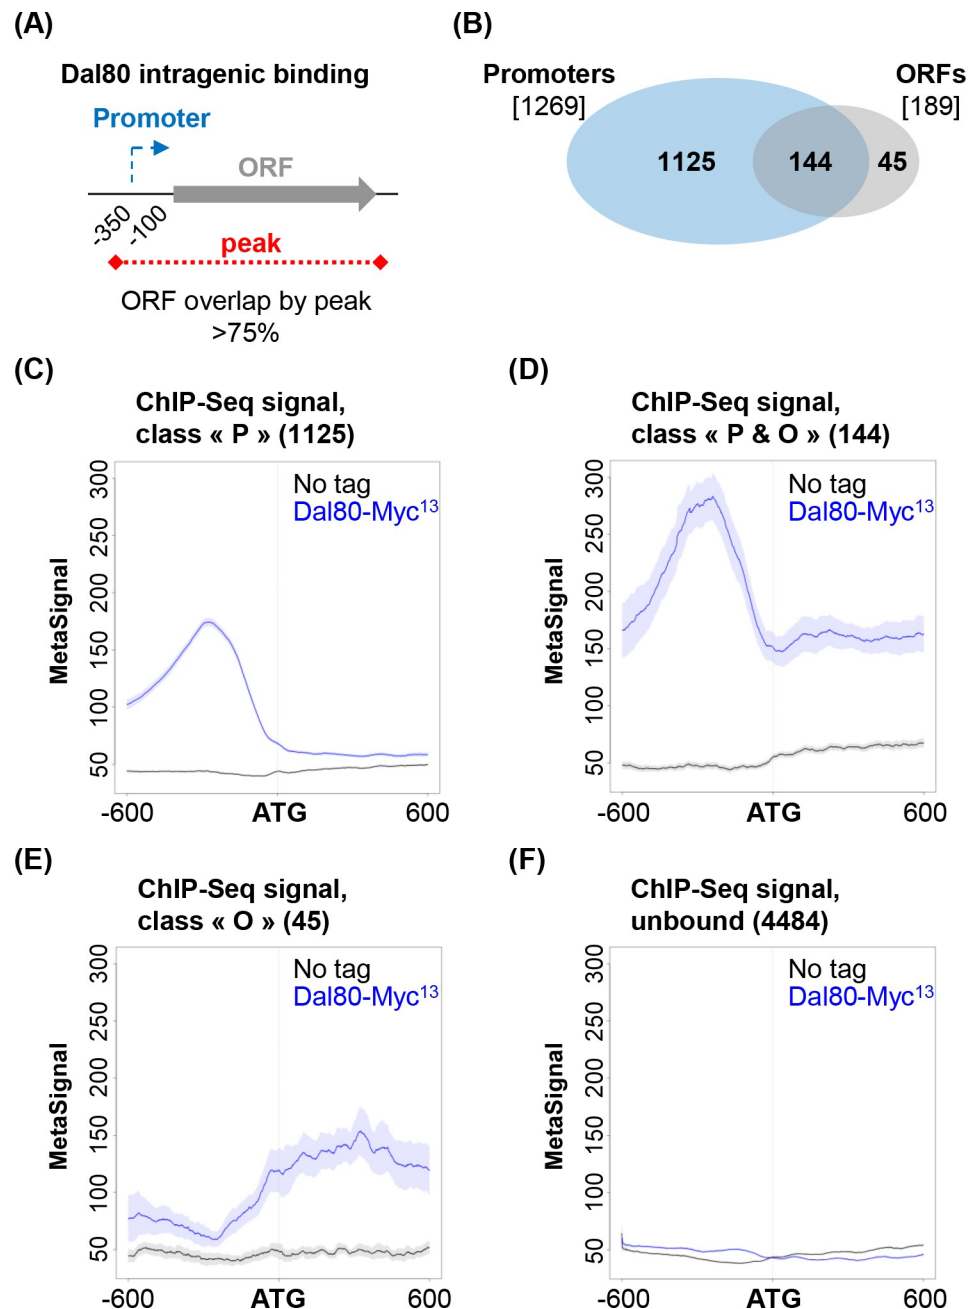 (A)
Dal80 intragenic binding
Promoter
ORF
-350
-100
peak
ORF overlap by peak
>75%
(B)
Promoters
[1269]
ORFs
[189]
1125
144
45
(C)
ChIP-Seq signal,
class « P » (1125)
No tag
Dal80-Myc¹³
MetaSignal
300
250
200
150
100
50
-600
ATG
600
(D)
ChIP-Seq signal,
class « P & O » (144)
No tag
Dal80-Myc¹³
MetaSignal
300
250
200
150
100
50
-600
ATG
600
(E)
ChIP-Seq signal,
class « O » (45)
No tag
Dal80-Myc¹³
MetaSignal
300
250
200
150
100
50
-600
ATG
600
(F)
ChIP-Seq signal,
unbound (4484)
No tag
Dal80-Myc¹³
MetaSignal
300
250
200
150
100
50
-600
ATG
600